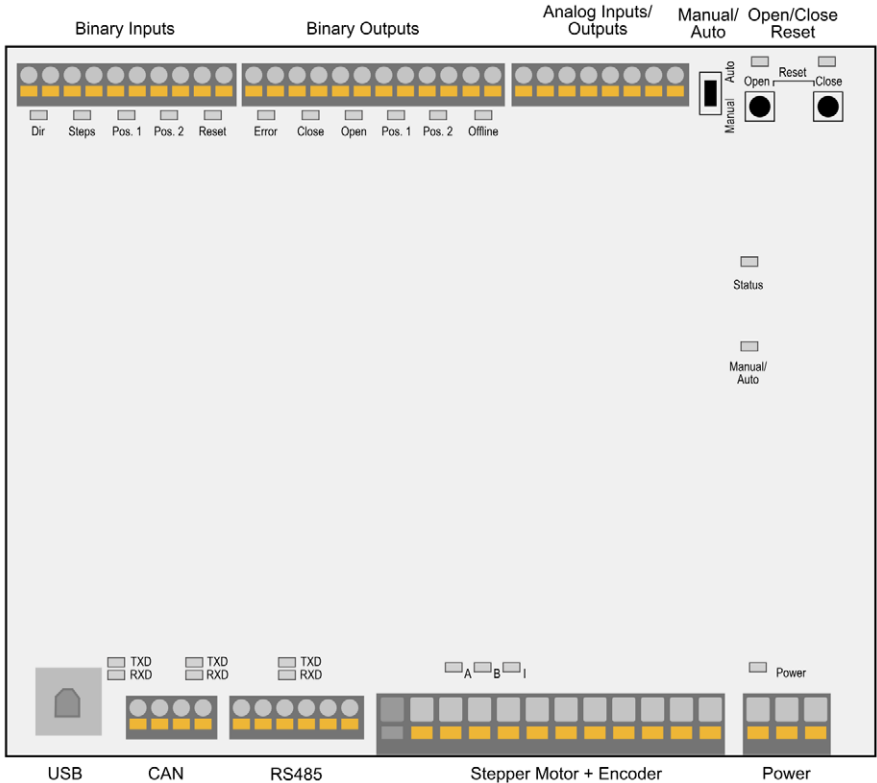 Binary Inputs
Binary Outputs
Analog Inputs/
Outputs
Manual/
Auto
Open/Close
Reset
Auto
Manual
Open
Reset
Close
Dir
Steps
Pos. 1
Pos. 2
Reset
Error
Close
Open
Pos. 1
Pos. 2
Offline
Status
Manual/
Auto
TXD
RXD
TXD
RXD
TXD
RXD
A
B
I
Power
USB
CAN
RS485
Stepper Motor + Encoder
Power